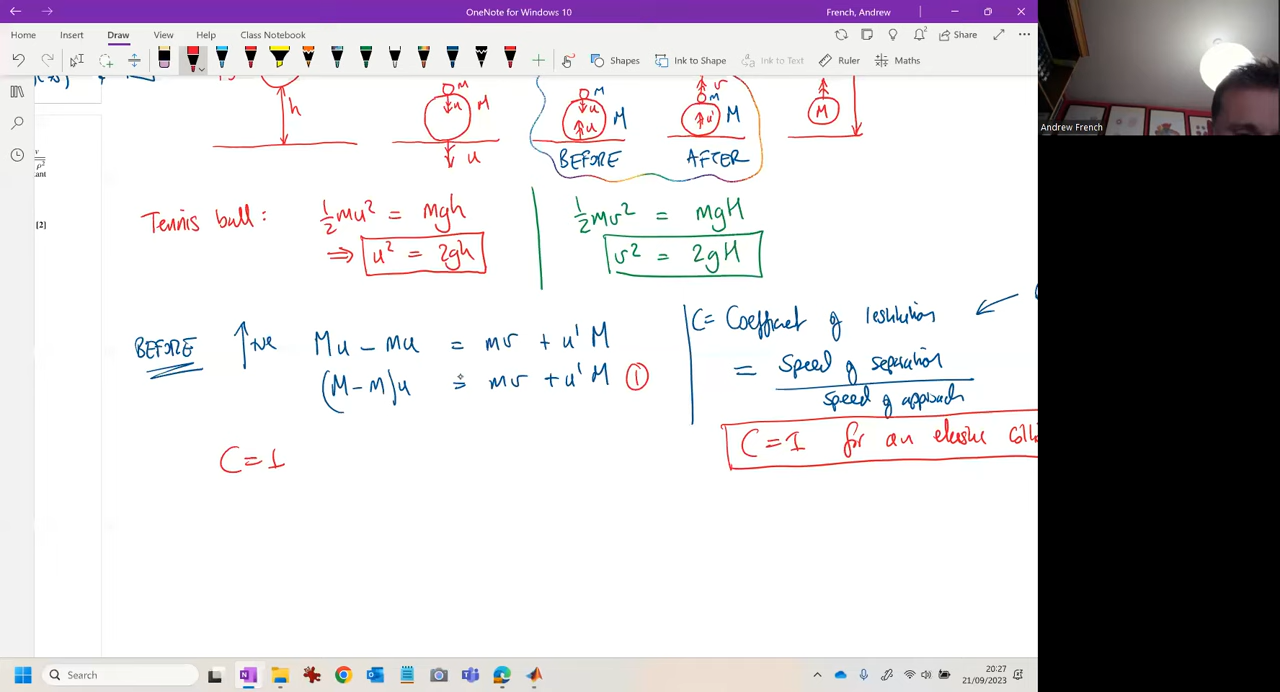 OneNote for Windows 10
French, Andrew
Home Insert Draw View Help Class Notebook
Share
Shapes Ink to Shape Ink to Text Ruler Maths
Andrew French
h
M
u M
u
M
u
u M
BEFORE
v
M
u' M
AFTER
M
[2]
Tennis ball: ½mu² = mgh
⇒ u² = 2gh
½mv² = mgH
v² = 2gH
BEFORE ↑+ve Mu - mu = mv + u'M
(M-m)u = mv + u'M ①
C = Coefficient of restitution
= Speed of separation
speed of approach
C = 1 for an elastic
C = 1
Search
20:27
21/09/2023